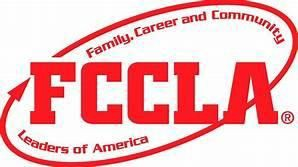 Family, Career and Community
FCCLA®
Leaders of America